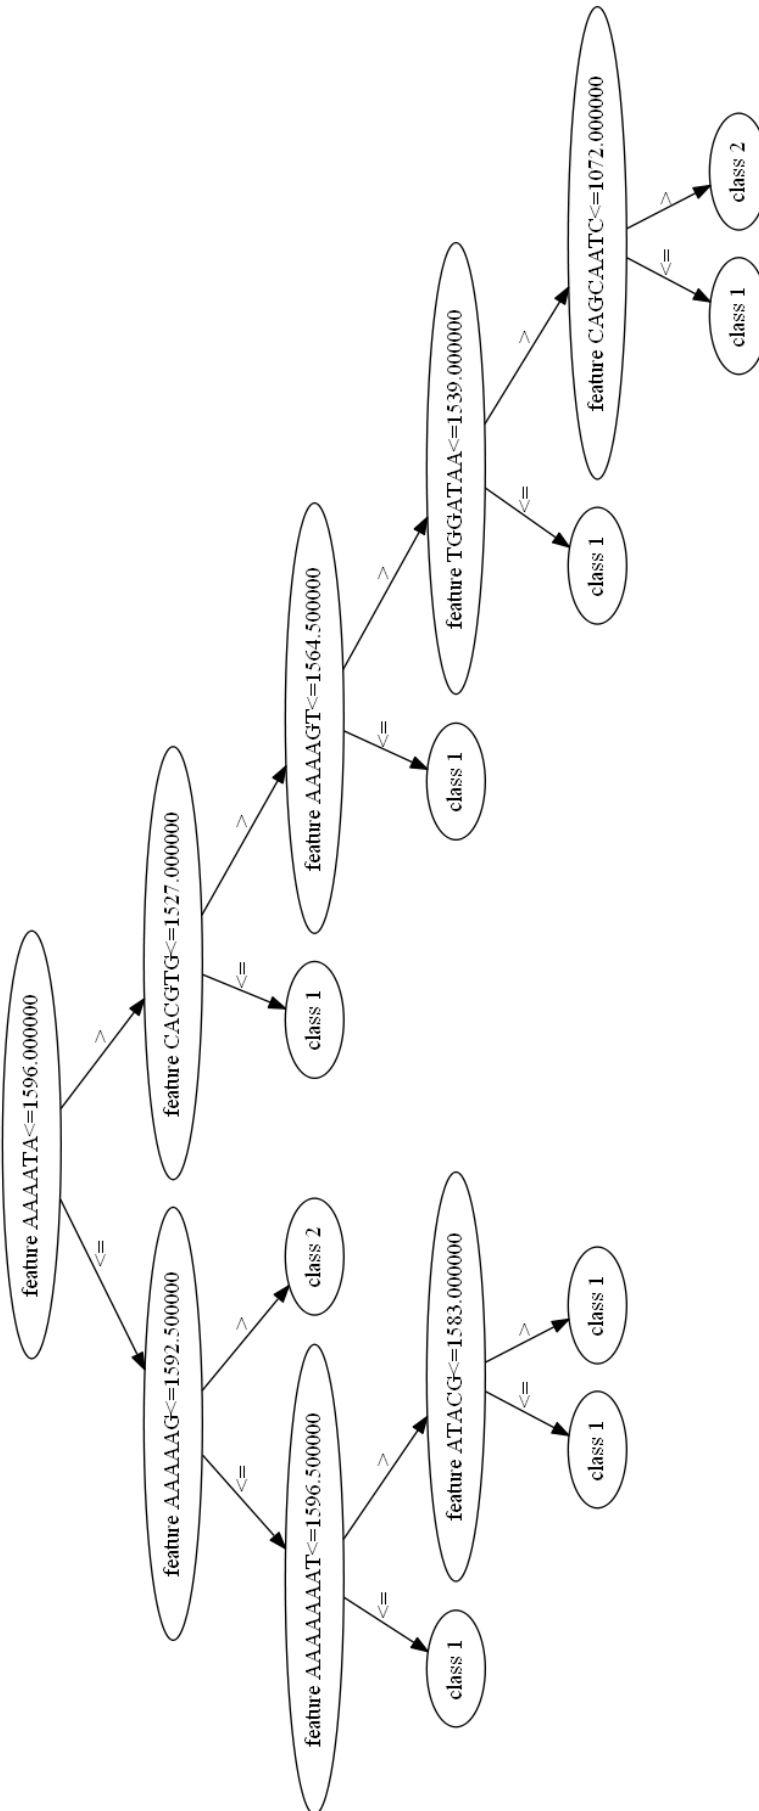 feature AAAATA<=1596.000000
<=
>
feature AAAAAG<=1592.500000
feature CACGTG<=1527.000000
<=
>
<=
>
feature AAAAAAAT<=1596.500000
class 2
class 1
feature AAAAGT<=1564.500000
<=
>
<=
>
class 1
feature ATACG<=1583.000000
class 1
feature TGGATAA<=1539.000000
<=
>
<=
>
class 1
class 1
class 1
feature CAGCAATC<=1072.000000
<=
>
class 1
class 2